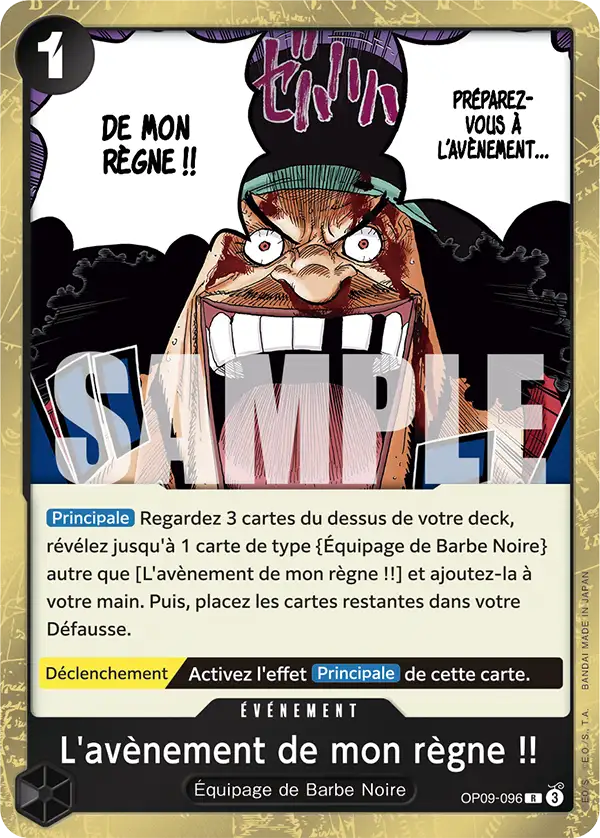 1
ゼハハハ
PRÉPAREZ-
VOUS À
L'AVÈNEMENT...
DE MON
RÈGNE !!
SAMPLE
Principale Regardez 3 cartes du dessus de votre deck,
révélez jusqu'à 1 carte de type {Équipage de Barbe Noire}
autre que [L'avènement de mon règne !!] et ajoutez-la à
votre main. Puis, placez les cartes restantes dans votre
Défausse.
Déclenchement Activez l'effet Principale de cette carte.
ÉVÉNEMENT
L'avènement de mon règne !!
Équipage de Barbe Noire
OP09-096 R 3
E.O./S. ©E.O./S., T.A. BANDAI MADE IN JAPAN